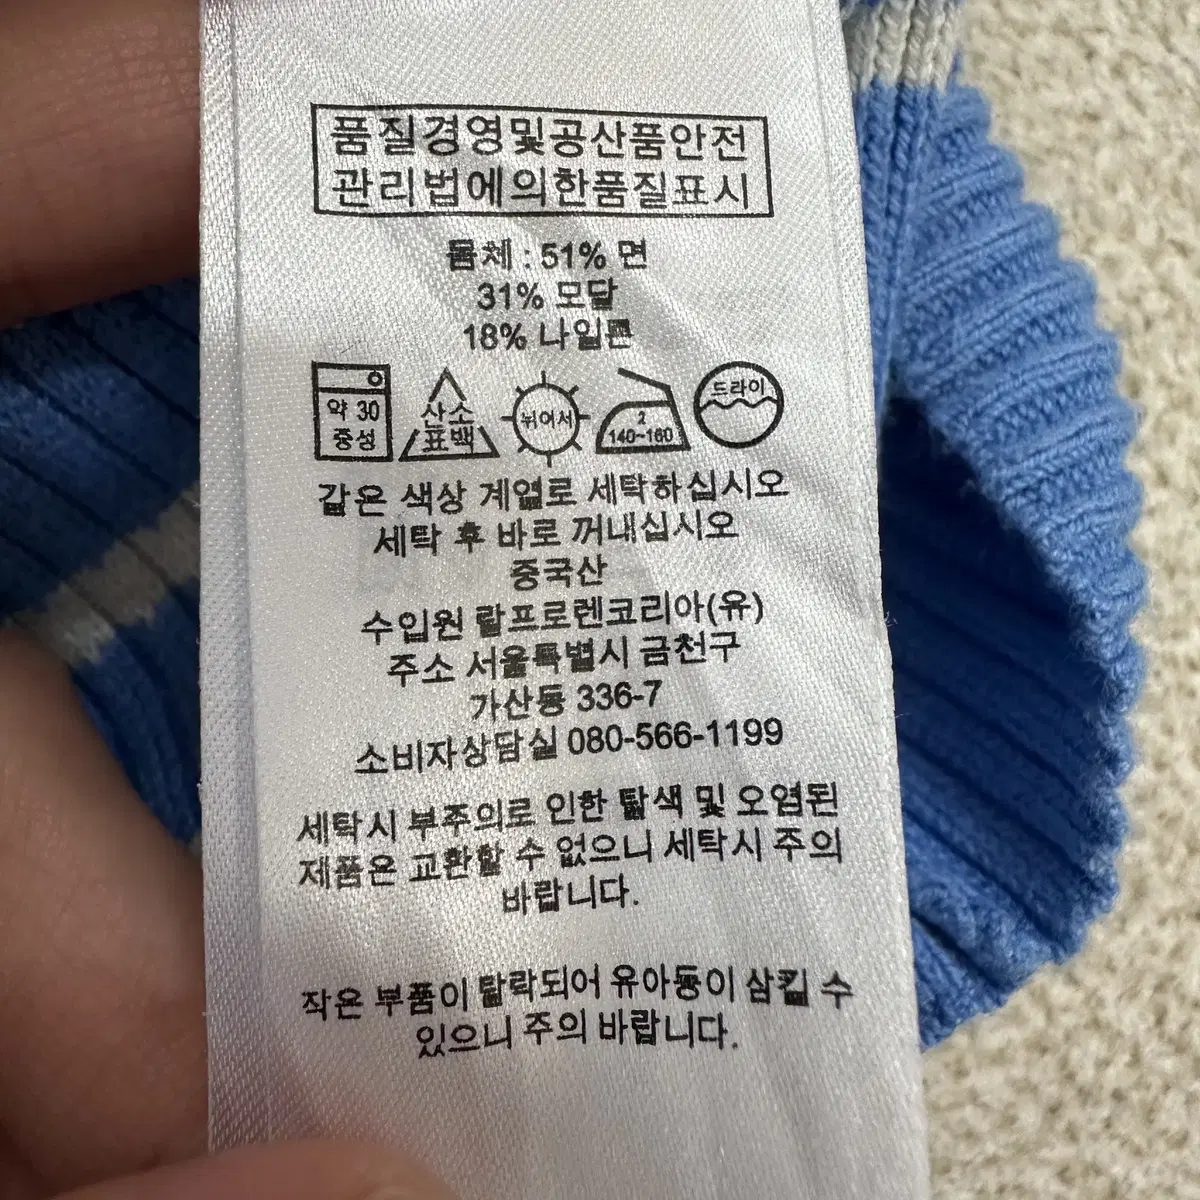 품질경영및공산품안전
관리법에의한품질표시
몸체 : 51% 면
31% 모달
18% 나일론
약 30
중성
산소
표백
뉘어서
2
140~160
드라이
같은 색상 계열로 세탁하십시오
세탁 후 바로 꺼내십시오
중국산
수입원 랄프로렌코리아(유)
주소 서울특별시 금천구
가산동 336-7
소비자상담실 080-566-1199
세탁시 부주의로 인한 탈색 및 오염된
제품은 교환할 수 없으니 세탁시 주의
바랍니다.
작은 부품이 탈락되어 유아동이 삼킬 수
있으니 주의 바랍니다.